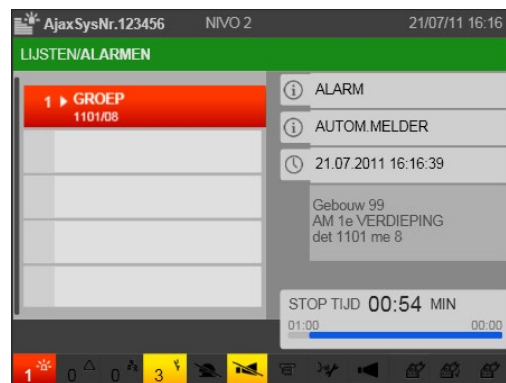 AjaxSysNr.123456 NIVO 2 21/07/11 16:16
LIJSTEN/ALARMEN
1 GROEP
1101/08
ALARM
AUTOM.MELDER
21.07.2011 16:16:39
Gebouw 99
AM 1e VERDIEPING
det 1101 me 8
STOP TIJD 00:54 MIN
01:00 00:00
1 0 0 3